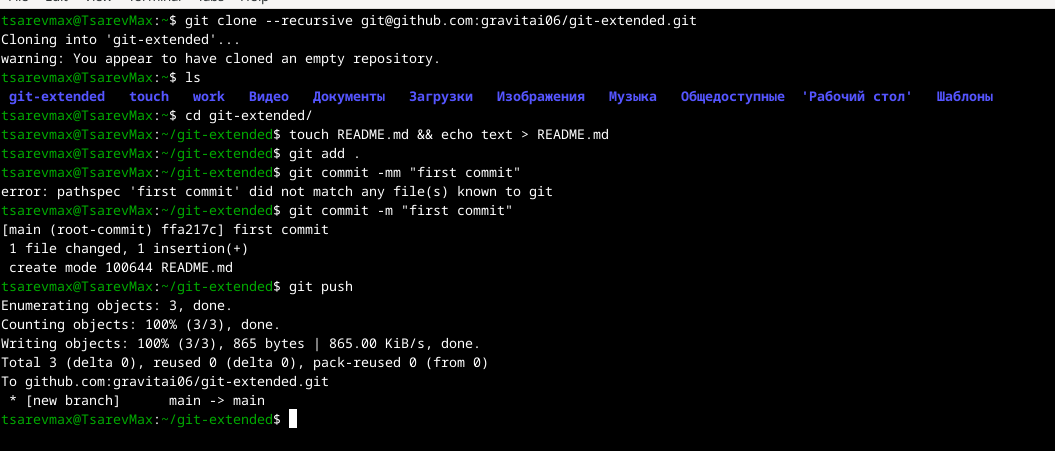 tsarevmax@TsarevMax:~$ git clone --recursive git@github.com:gravitai06/git-extended.git
Cloning into 'git-extended'...
warning: You appear to have cloned an empty repository.
tsarevmax@TsarevMax:~$ ls
git-extended touch work Видео Документы Загрузки Изображения Музыка Общедоступные 'Рабочий стол' Шаблоны
tsarevmax@TsarevMax:~$ cd git-extended/
tsarevmax@TsarevMax:~/git-extended$ touch README.md && echo text > README.md
tsarevmax@TsarevMax:~/git-extended$ git add .
tsarevmax@TsarevMax:~/git-extended$ git commit -mm "first commit"
error: pathspec 'first commit' did not match any file(s) known to git
tsarevmax@TsarevMax:~/git-extended$ git commit -m "first commit"
[main (root-commit) ffa217c] first commit
 1 file changed, 1 insertion(+)
 create mode 100644 README.md
tsarevmax@TsarevMax:~/git-extended$ git push
Enumerating objects: 3, done.
Counting objects: 100% (3/3), done.
Writing objects: 100% (3/3), 865 bytes | 865.00 KiB/s, done.
Total 3 (delta 0), reused 0 (delta 0), pack-reused 0 (from 0)
To github.com:gravitai06/git-extended.git
 * [new branch]      main -> main
tsarevmax@TsarevMax:~/git-extended$